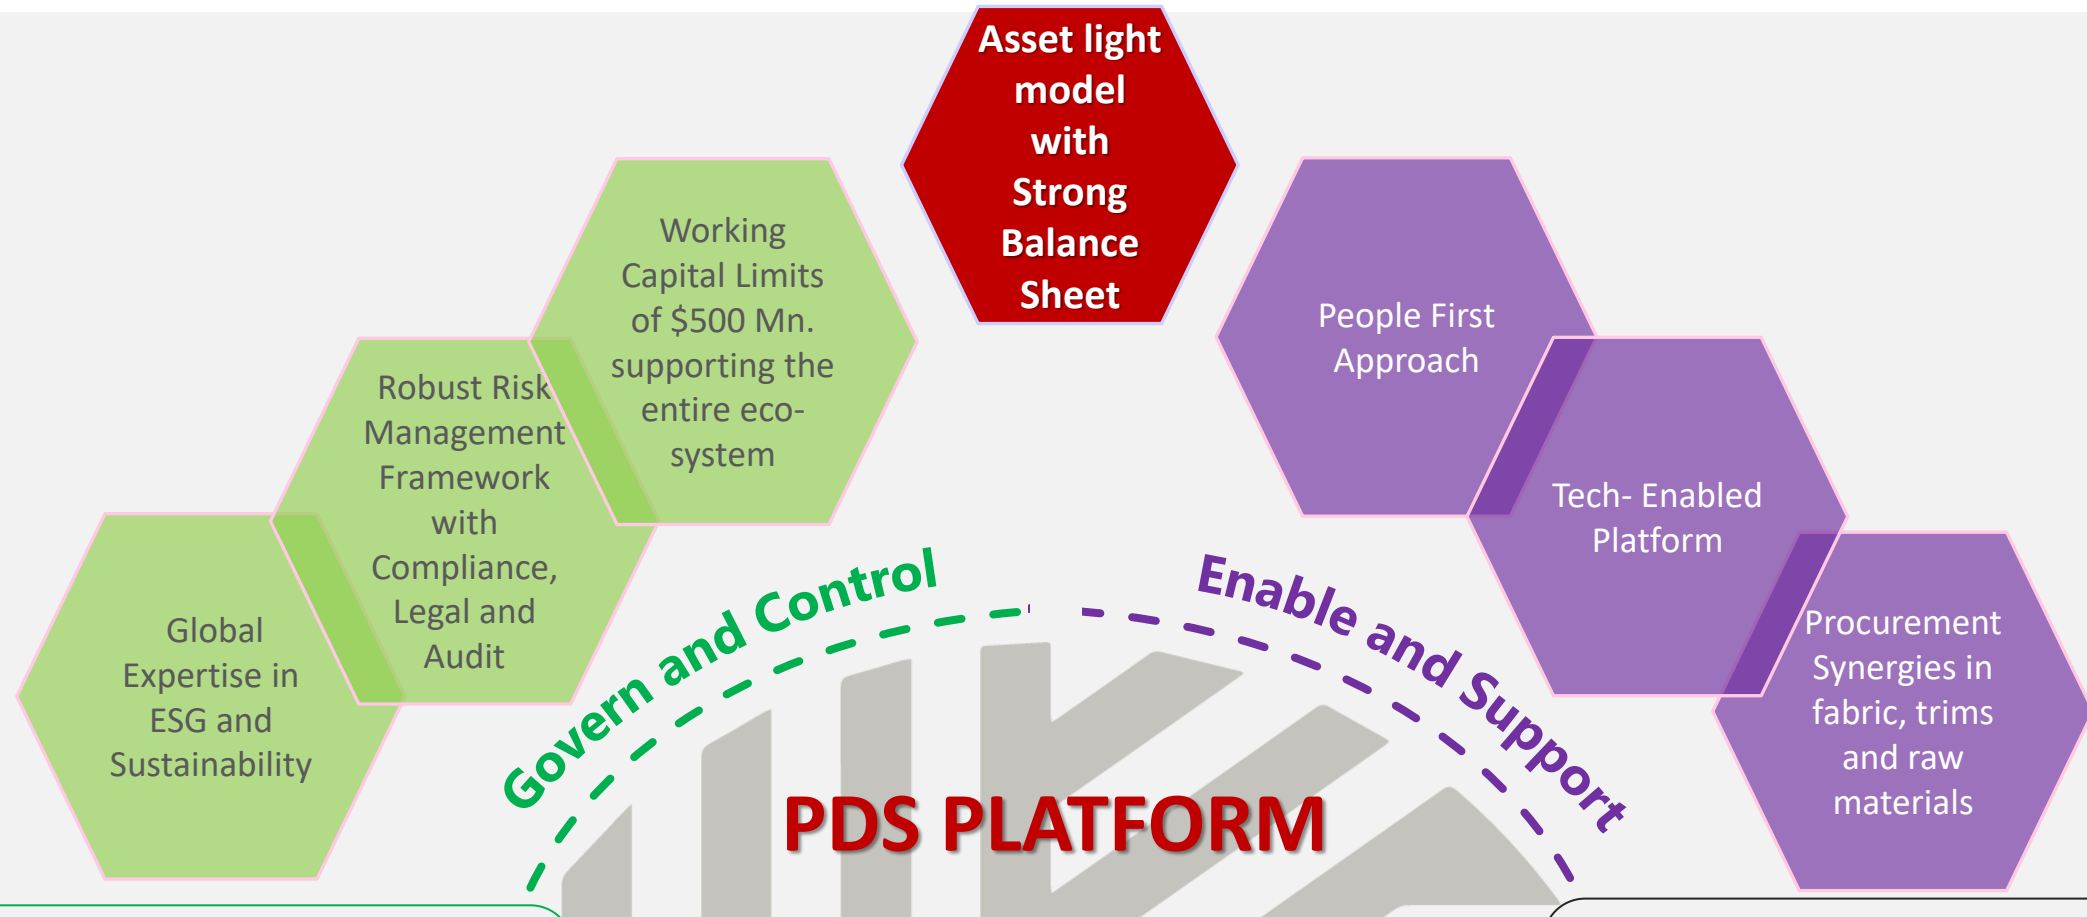 Asset light
model
with
Strong
Balance
Sheet
Working
Capital Limits
of $500 Mn.
supporting the
entire eco-
system
Robust Risk
Management
Framework
with
Compliance,
Legal and
Audit
Global
Expertise in
ESG and
Sustainability
People First
Approach
Tech- Enabled
Platform
Procurement
Synergies in
fabric, trims
and raw
materials
Govern and Control
Enable and Support
PDS PLATFORM